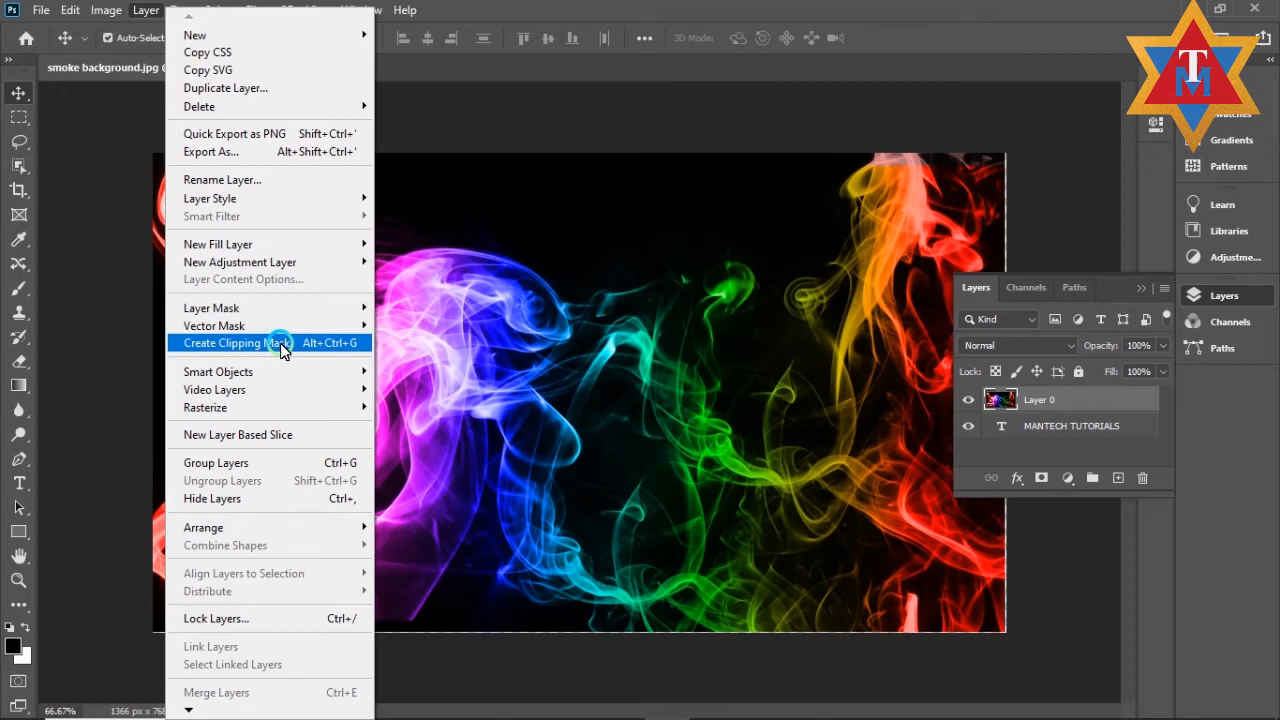 Ps File Edit Image Layer Help
Auto-Select
3D Mode:
smoke background.jpg @
New
Copy CSS
Copy SVG
Duplicate Layer...
Delete
Quick Export as PNG Shift+Ctrl+'
Export As... Alt+Shift+Ctrl+'
Rename Layer...
Layer Style
Smart Filter
New Fill Layer
New Adjustment Layer
Layer Content Options...
Layer Mask
Vector Mask
Create Clipping Mask Alt+Ctrl+G
Smart Objects
Video Layers
Rasterize
New Layer Based Slice
Group Layers Ctrl+G
Ungroup Layers Shift+Ctrl+G
Hide Layers Ctrl+,
Arrange
Combine Shapes
Align Layers to Selection
Distribute
Lock Layers... Ctrl+/
Link Layers
Select Linked Layers
Merge Layers Ctrl+E
66.67% 1366 px x 768
TM
Gradients
Patterns
Learn
Libraries
Adjustme...
Layers
Channels
Paths
Layers Channels Paths
Kind
Normal Opacity: 100%
Lock: Fill: 100%
Layer 0
T MANTECH TUTORIALS